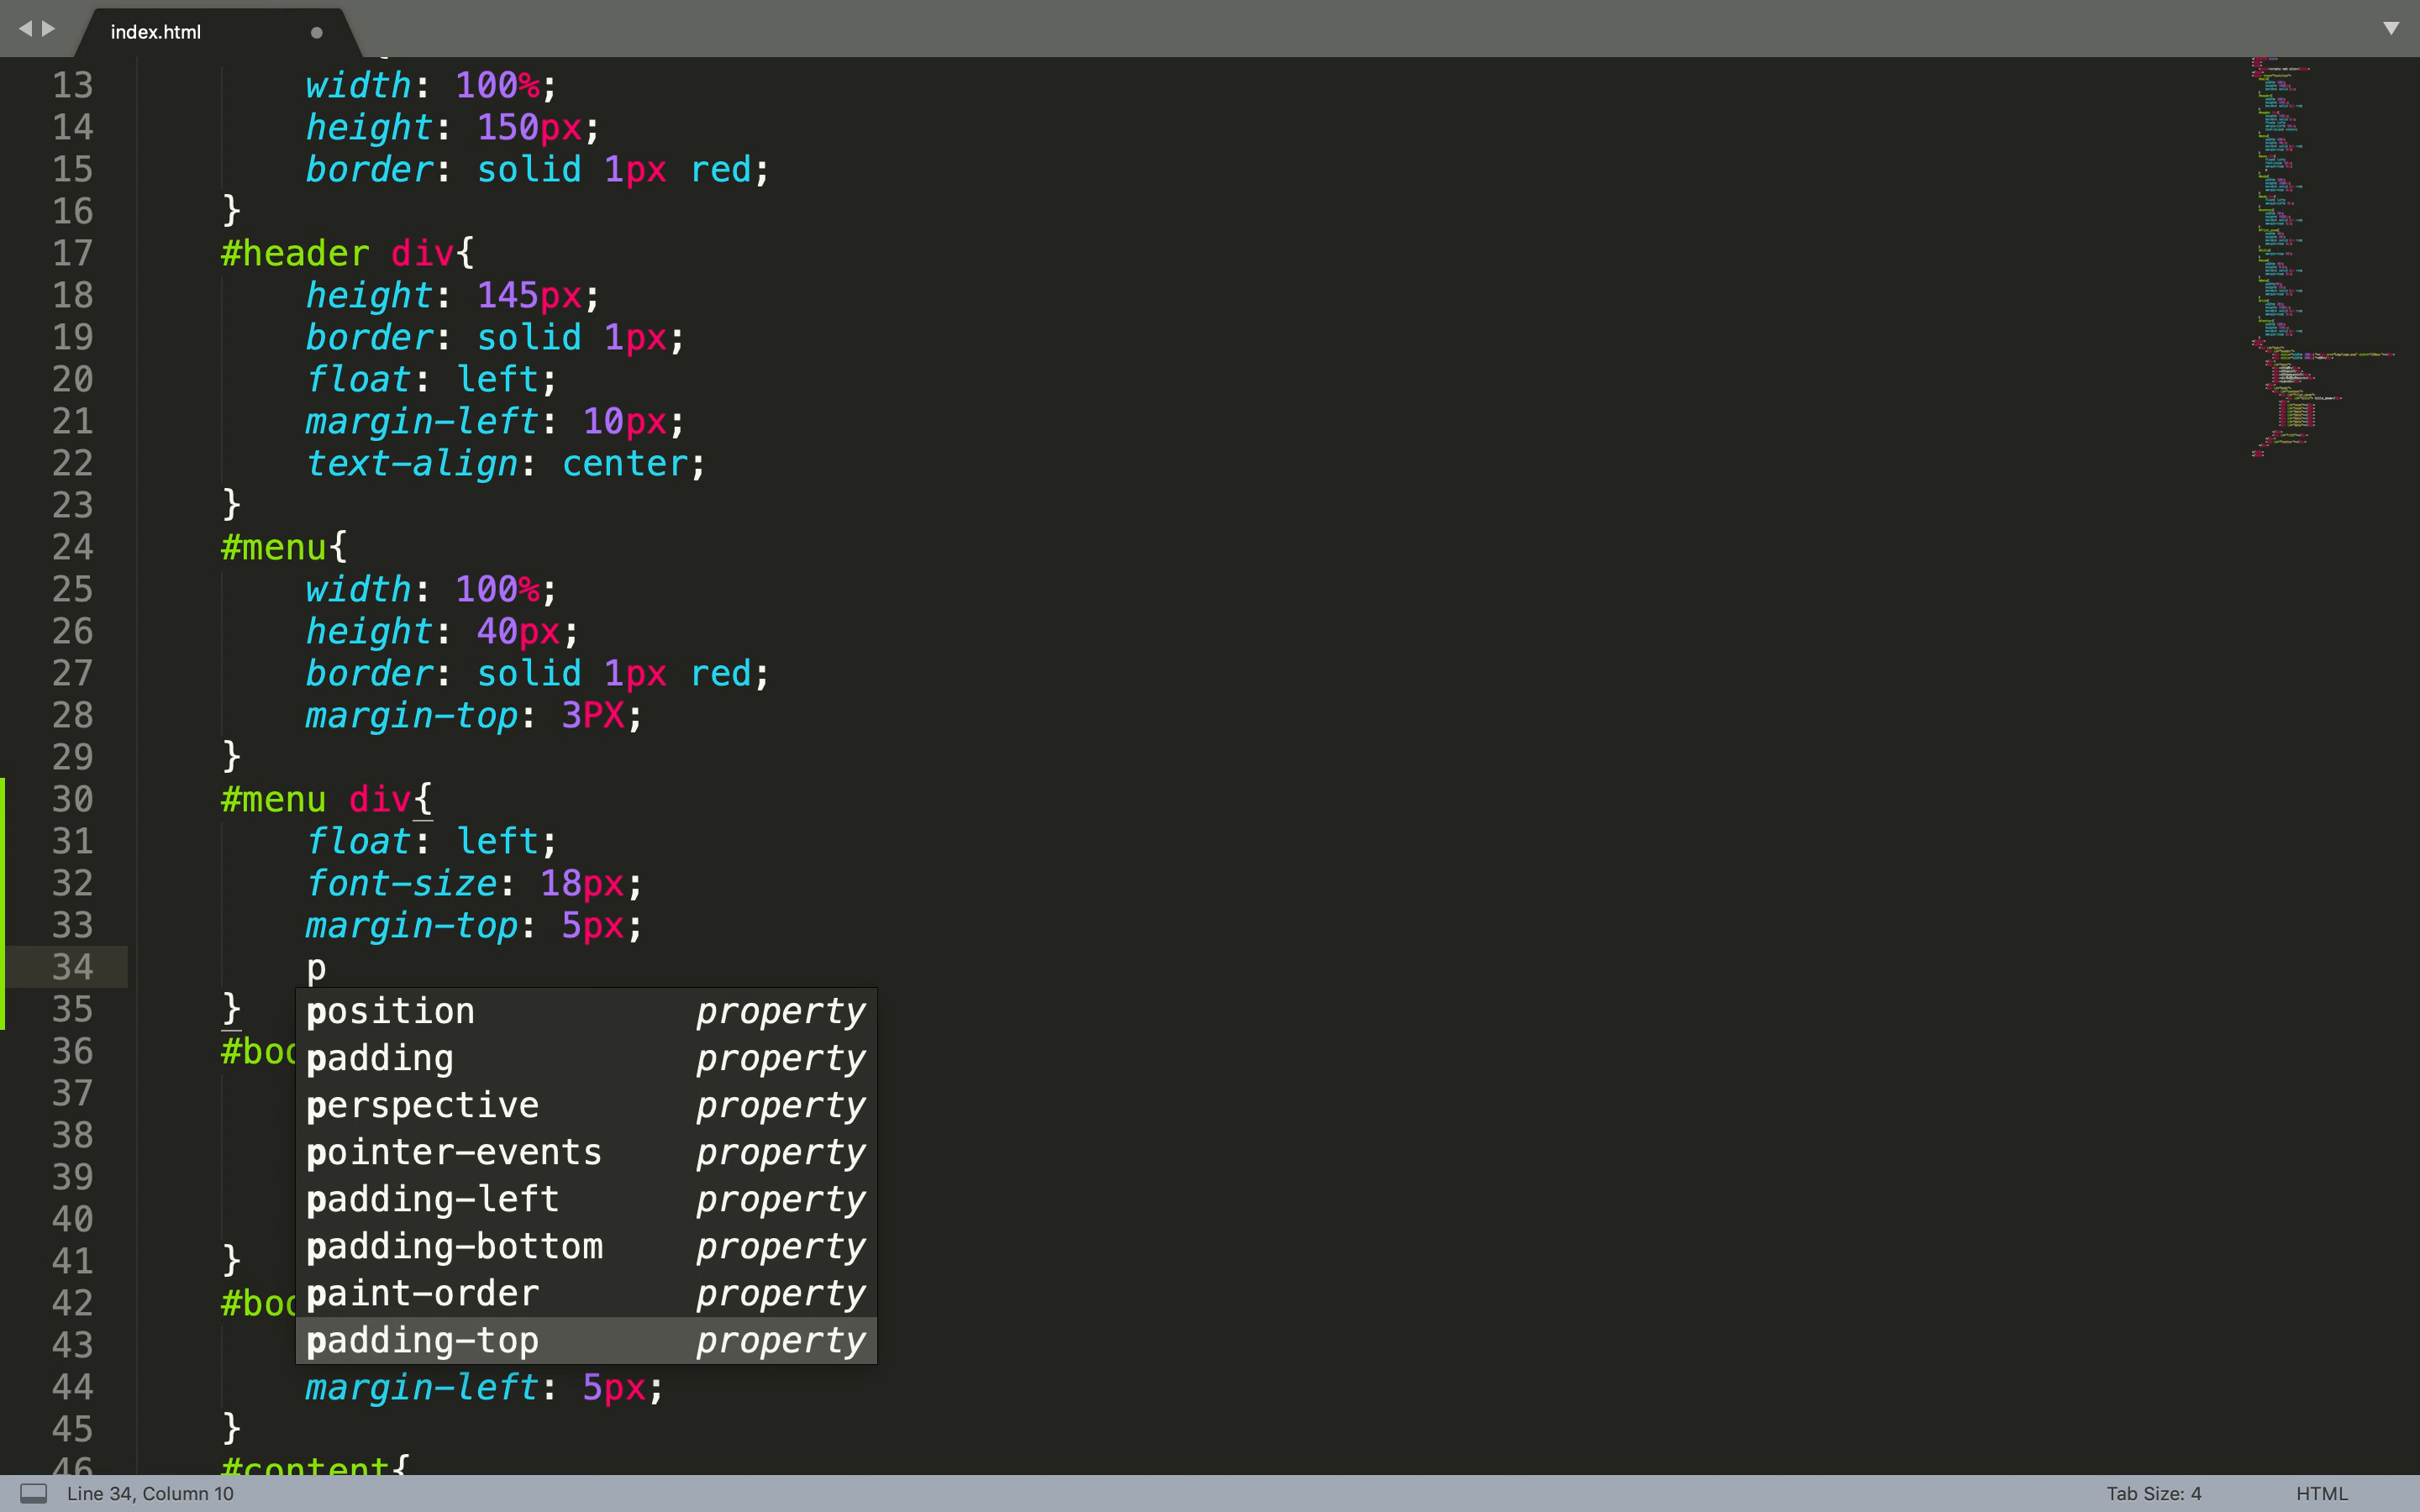 index.html
13 width: 100%;
14 height: 150px;
15 border: solid 1px red;
16 }
17 #header div{
18 height: 145px;
19 border: solid 1px;
20 float: left;
21 margin-left: 10px;
22 text-align: center;
23 }
24 #menu{
25 width: 100%;
26 height: 40px;
27 border: solid 1px red;
28 margin-top: 3PX;
29 }
30 #menu div{
31 float: left;
32 font-size: 18px;
33 margin-top: 5px;
34 p
35 }
position property
36 #boo
padding property
37
perspective property
38
pointer-events property
39
padding-left property
40
padding-bottom property
41 }
paint-order property
42 #boo
padding-top property
43
44 margin-left: 5px;
45 }
46 #content{
Line 34, Column 10
Tab Size: 4
HTML